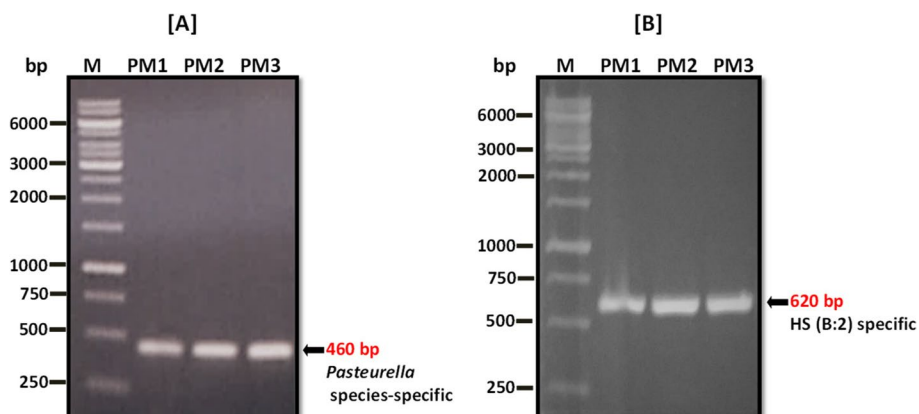 [A]
bp M PM1 PM2 PM3
6000
3000
2000
1000
750
500
250
460 bp
Pasteurella
species-specific
[B]
bp M PM1 PM2 PM3
6000
3000
2000
1000
750
500
250
620 bp
HS (B:2) specific